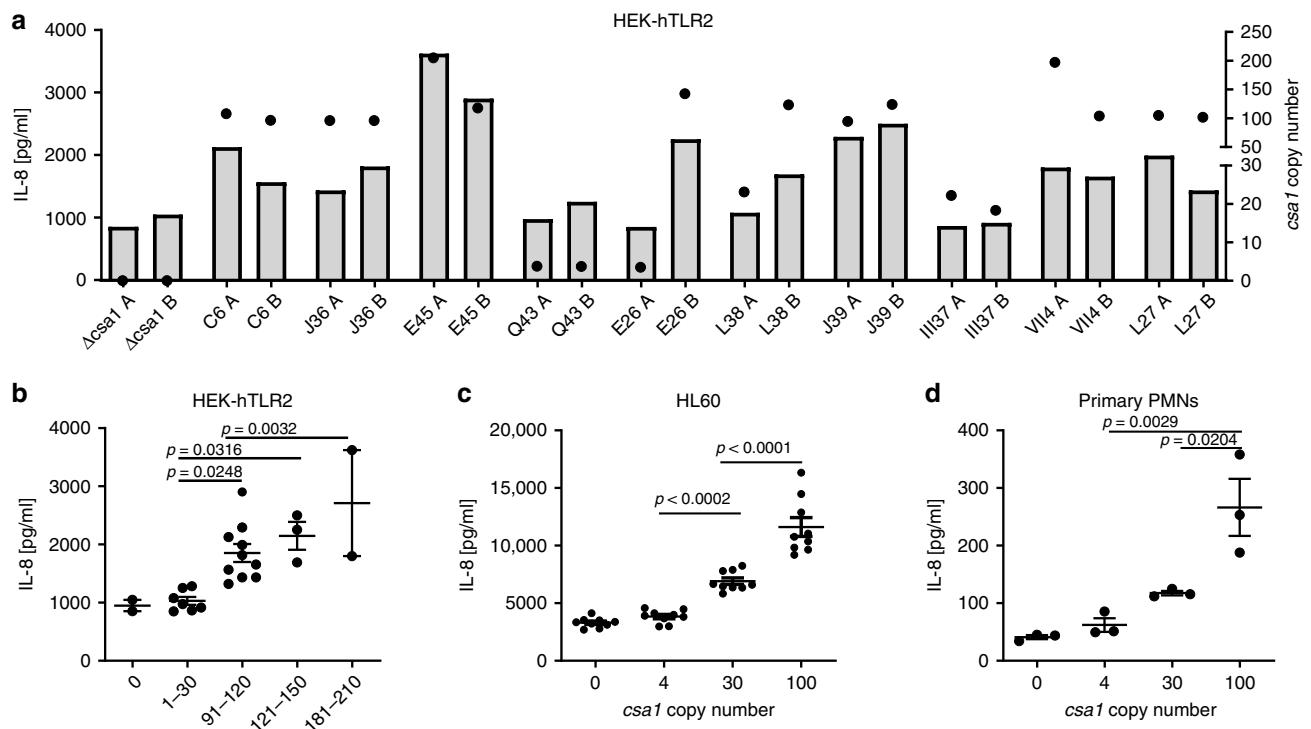 a
HEK-hTLR2
IL-8 [pg/ml]
4000
3000
2000
1000
0
250
200
150
100
50
30
20
10
0
csa1 copy number
Δcsa1 A
Δcsa1 B
C6 A
C6 B
J36 A
J36 B
E45 A
E45 B
Q43 A
Q43 B
E26 A
E26 B
L38 A
L38 B
J39 A
J39 B
III37 A
III37 B
VII4 A
VII4 B
L27 A
L27 B
b
HEK-hTLR2
IL-8 [pg/ml]
4000
3000
2000
1000
0
p = 0.0032
p = 0.0316
p = 0.0248
0
1–30
91–120
121–150
181–210
c
HL60
IL-8 [pg/ml]
20,000
15,000
10,000
5000
0
p < 0.0001
p < 0.0002
0 4 30 100
csa1 copy number
d
Primary PMNs
IL-8 [pg/ml]
400
300
200
100
0
p = 0.0029
p = 0.0204
0 4 30 100
csa1 copy number